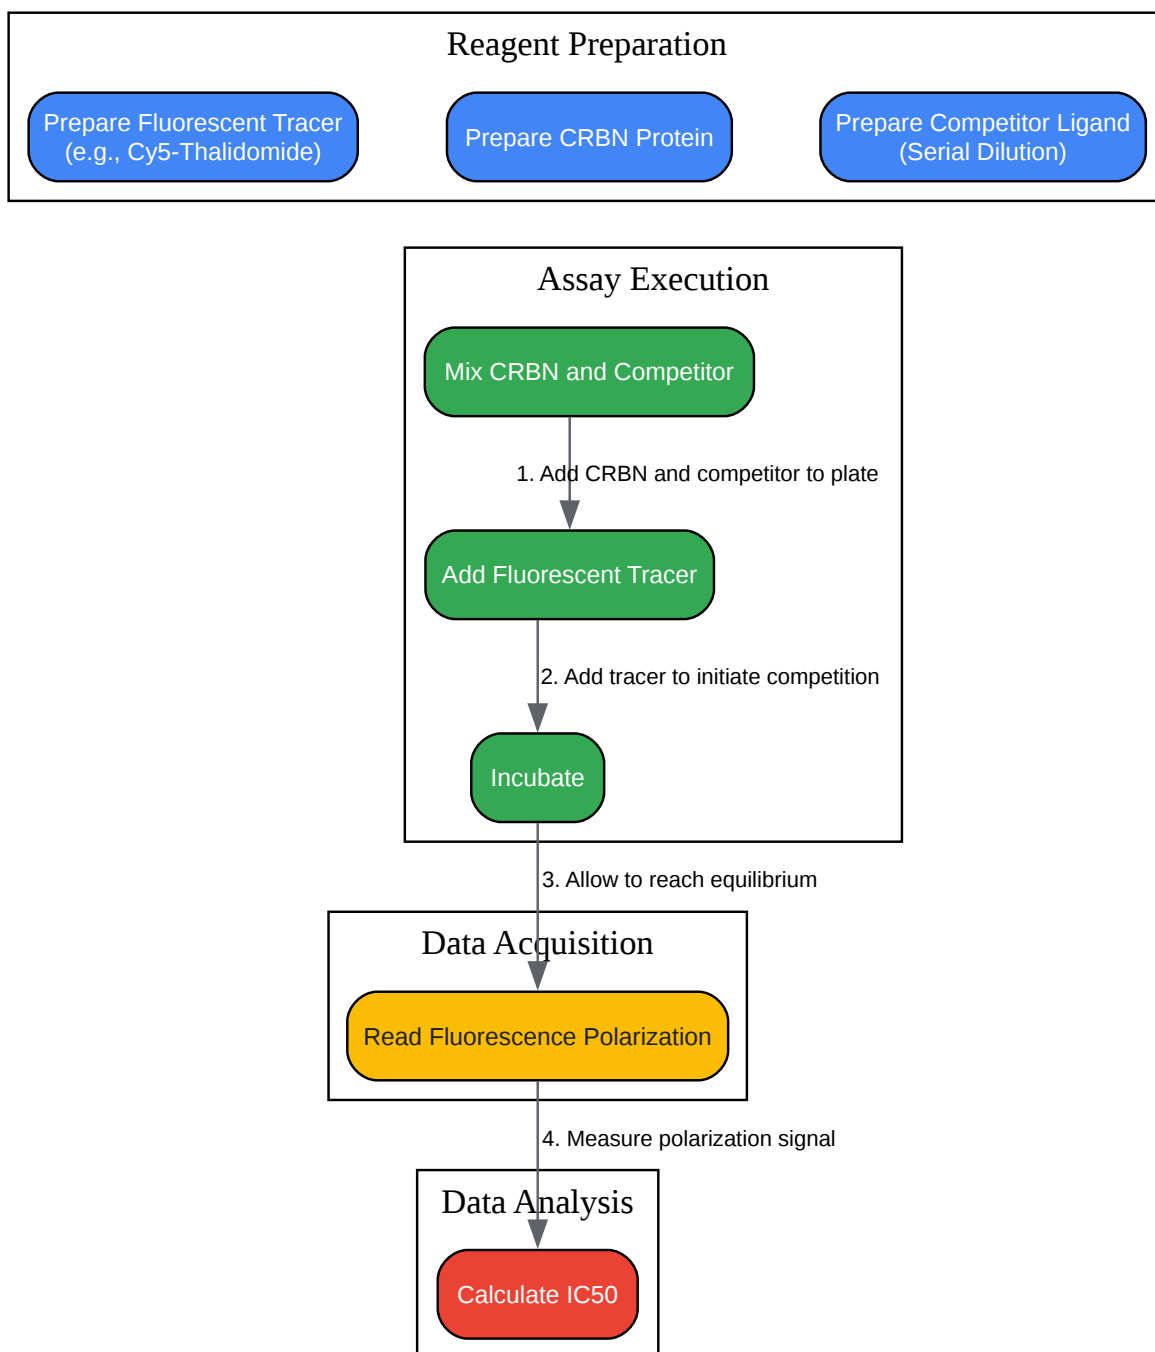 Reagent Preparation
Prepare Fluorescent Tracer
(e.g., Cy5-Thalidomide)
Prepare CRBN Protein
Prepare Competitor Ligand
(Serial Dilution)
Assay Execution
Mix CRBN and Competitor
1. Add CRBN and competitor to plate
Add Fluorescent Tracer
2. Add tracer to initiate competition
Incubate
3. Allow to reach equilibrium
Data Acquisition
Read Fluorescence Polarization
4. Measure polarization signal
Data Analysis
Calculate IC50